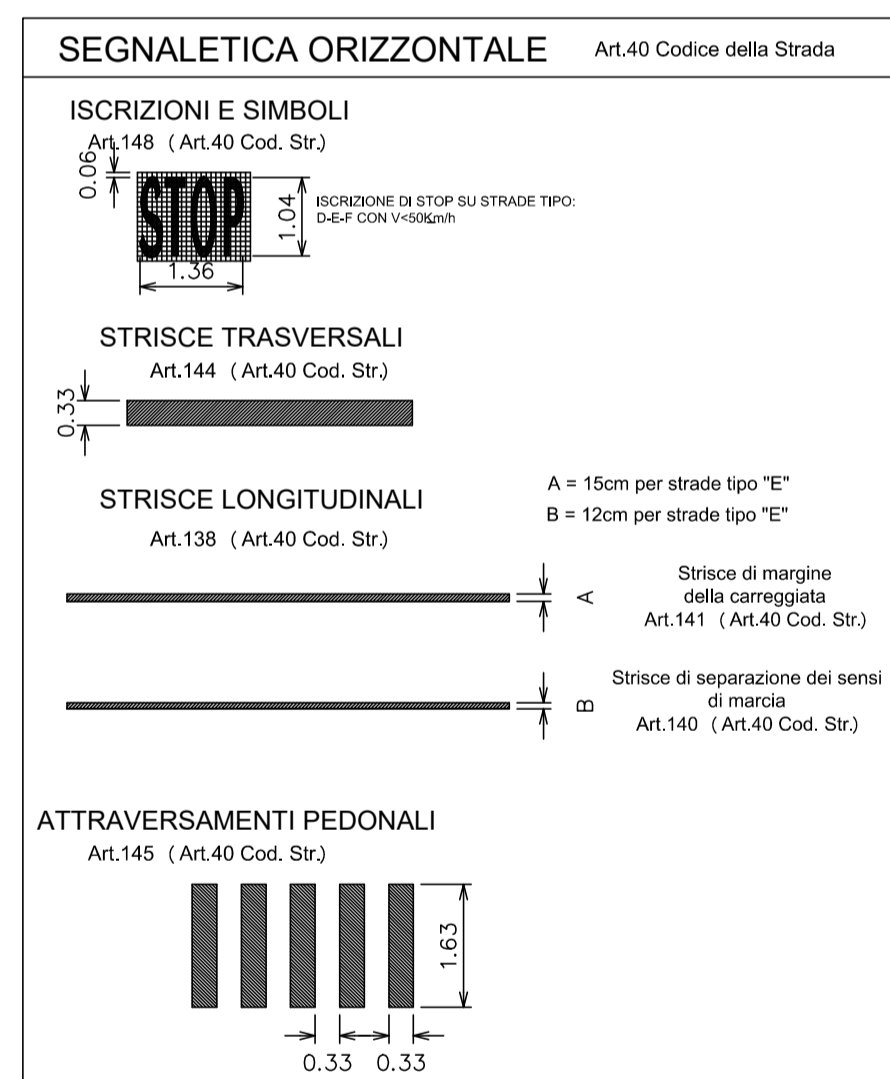 SEGNALETICA ORIZZONTALE Art.40 Codice della Strada
ISCRIZIONI E SIMBOLI
Art.148 ( Art.40 Cod. Str.)
0.06
STOP
1.04
1.36
ISCRIZIONE DI STOP SU STRADE TIPO:
D-E-F CON V<50Km/h
STRISCE TRASVERSALI
Art.144 ( Art.40 Cod. Str.)
0.33
STRISCE LONGITUDINALI
Art.138 ( Art.40 Cod. Str.)
A = 15cm per strade tipo "E"
B = 12cm per strade tipo "E"
A
Strisce di margine
della carreggiata
Art.141 ( Art.40 Cod. Str.)
B
Strisce di separazione dei sensi
di marcia
Art.140 ( Art.40 Cod. Str.)
ATTRAVERSAMENTI PEDONALI
Art.145 ( Art.40 Cod. Str.)
1.63
0.33 0.33